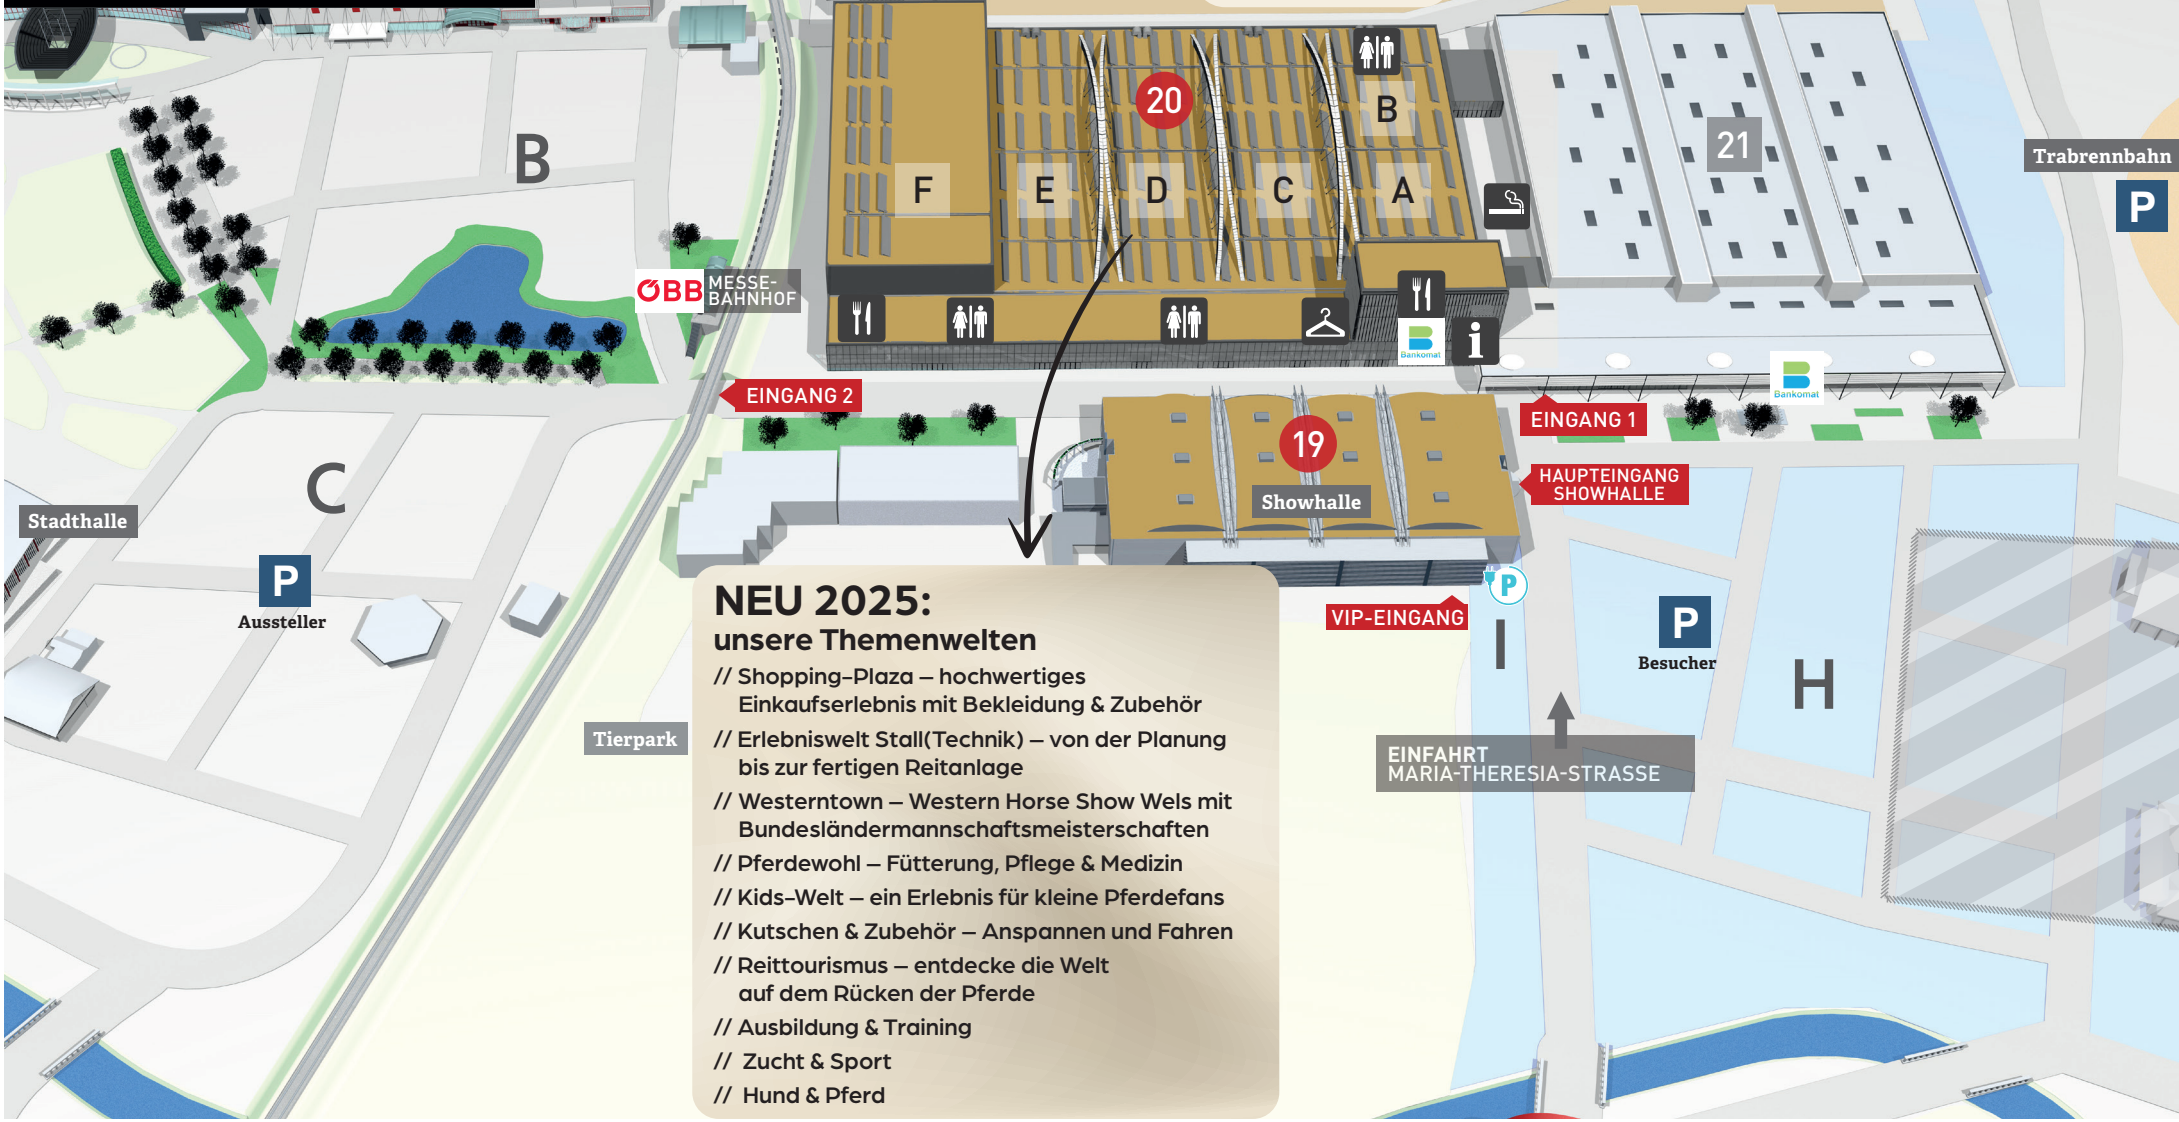 B
20
B
21
Trabrennbahn
P
F
E
D
C
A
ÖBB
MESSE-
BAHNHOF
Bankomat
i
Bankomat
EINGANG 2
EINGANG 1
19
Showhalle
HAUPTEINGANG
SHOWHALLE
C
Stadthalle
P
Aussteller
P
VIP-EINGANG
I
P
Besucher
H
Tierpark
EINFAHRT
MARIA-THERESIA-STRASSE
NEU 2025:
unsere Themenwelten
// Shopping-Plaza – hochwertiges
Einkaufserlebnis mit Bekleidung & Zubehör
// Erlebniswelt Stall(Technik) – von der Planung
bis zur fertigen Reitanlage
// Westerntown – Western Horse Show Wels mit
Bundesländermannschaftsmeisterschaften
// Pferdewohl – Fütterung, Pflege & Medizin
// Kids-Welt – ein Erlebnis für kleine Pferdefans
// Kutschen & Zubehör – Anspannen und Fahren
// Reittourismus – entdecke die Welt
auf dem Rücken der Pferde
// Ausbildung & Training
// Zucht & Sport
// Hund & Pferd